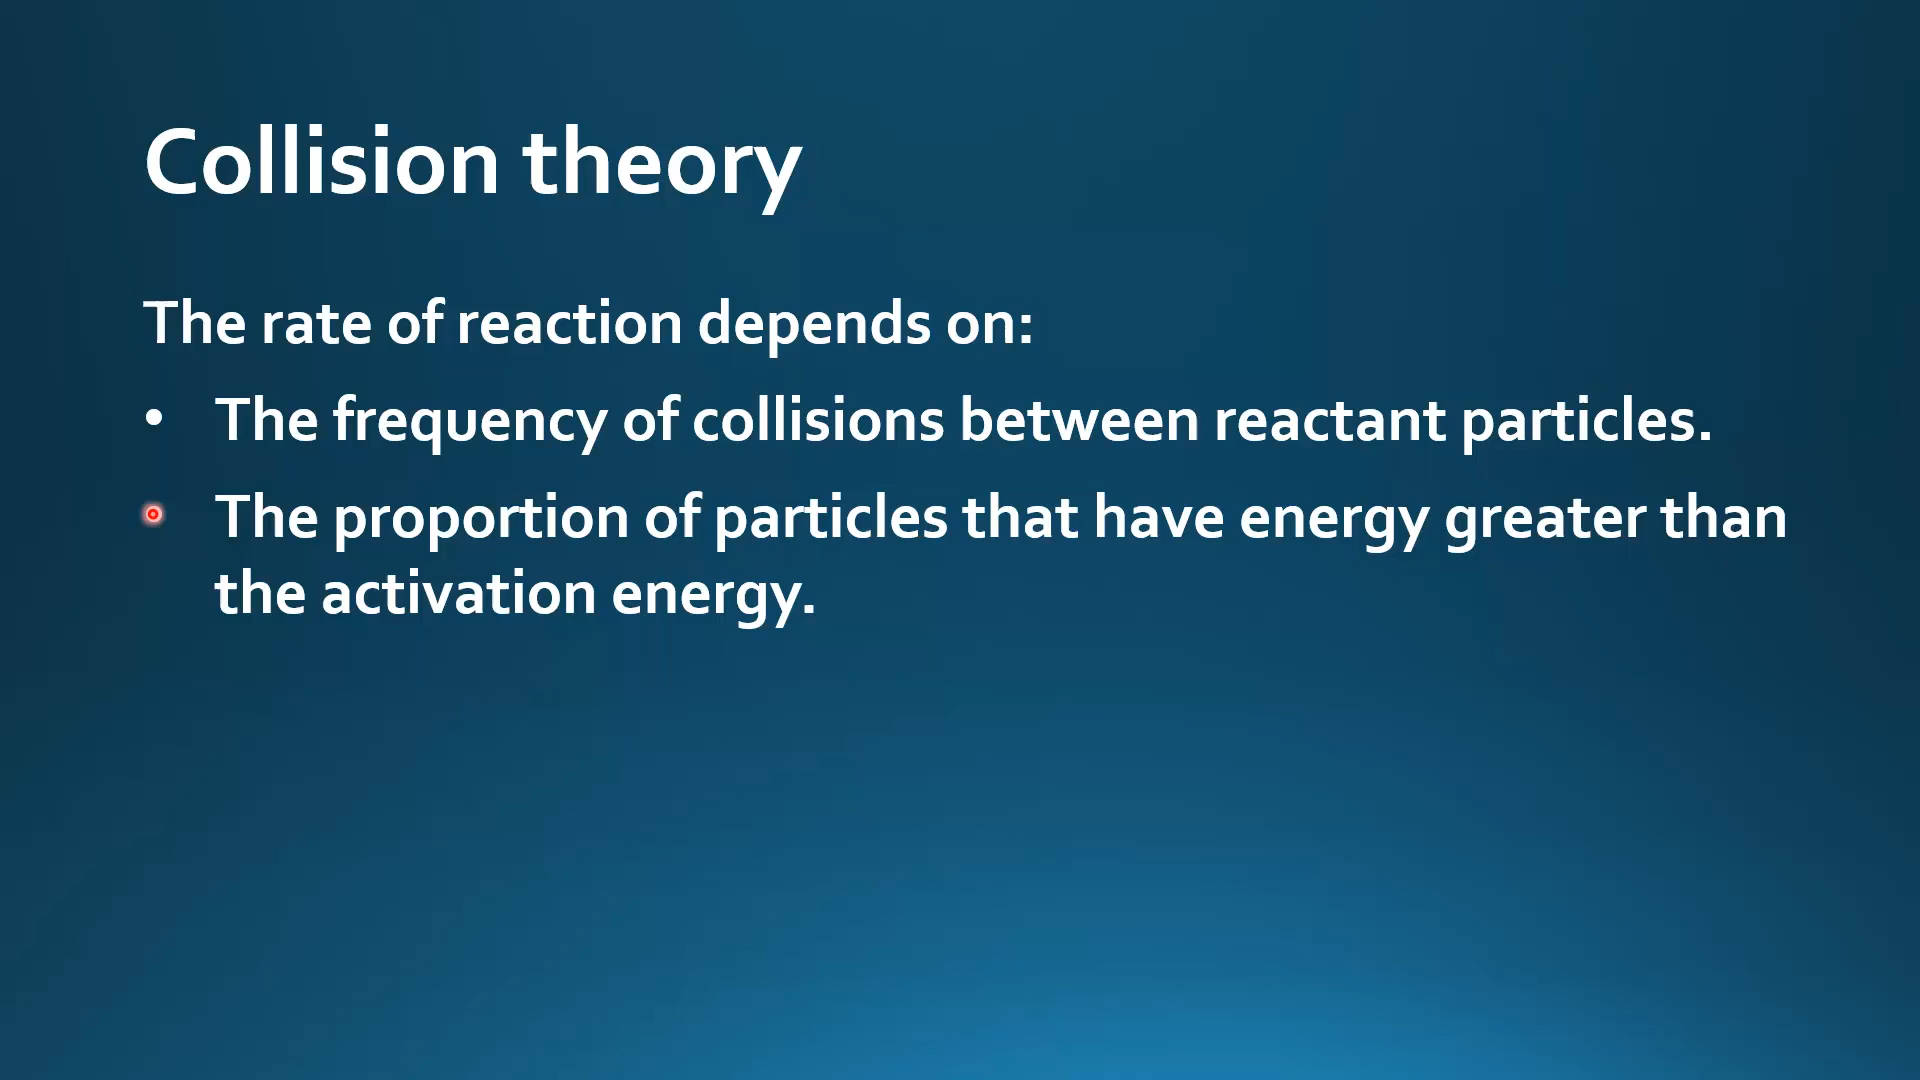 Collision theory
The rate of reaction depends on:
• The frequency of collisions between reactant particles.
The proportion of particles that have energy greater than
the activation energy.